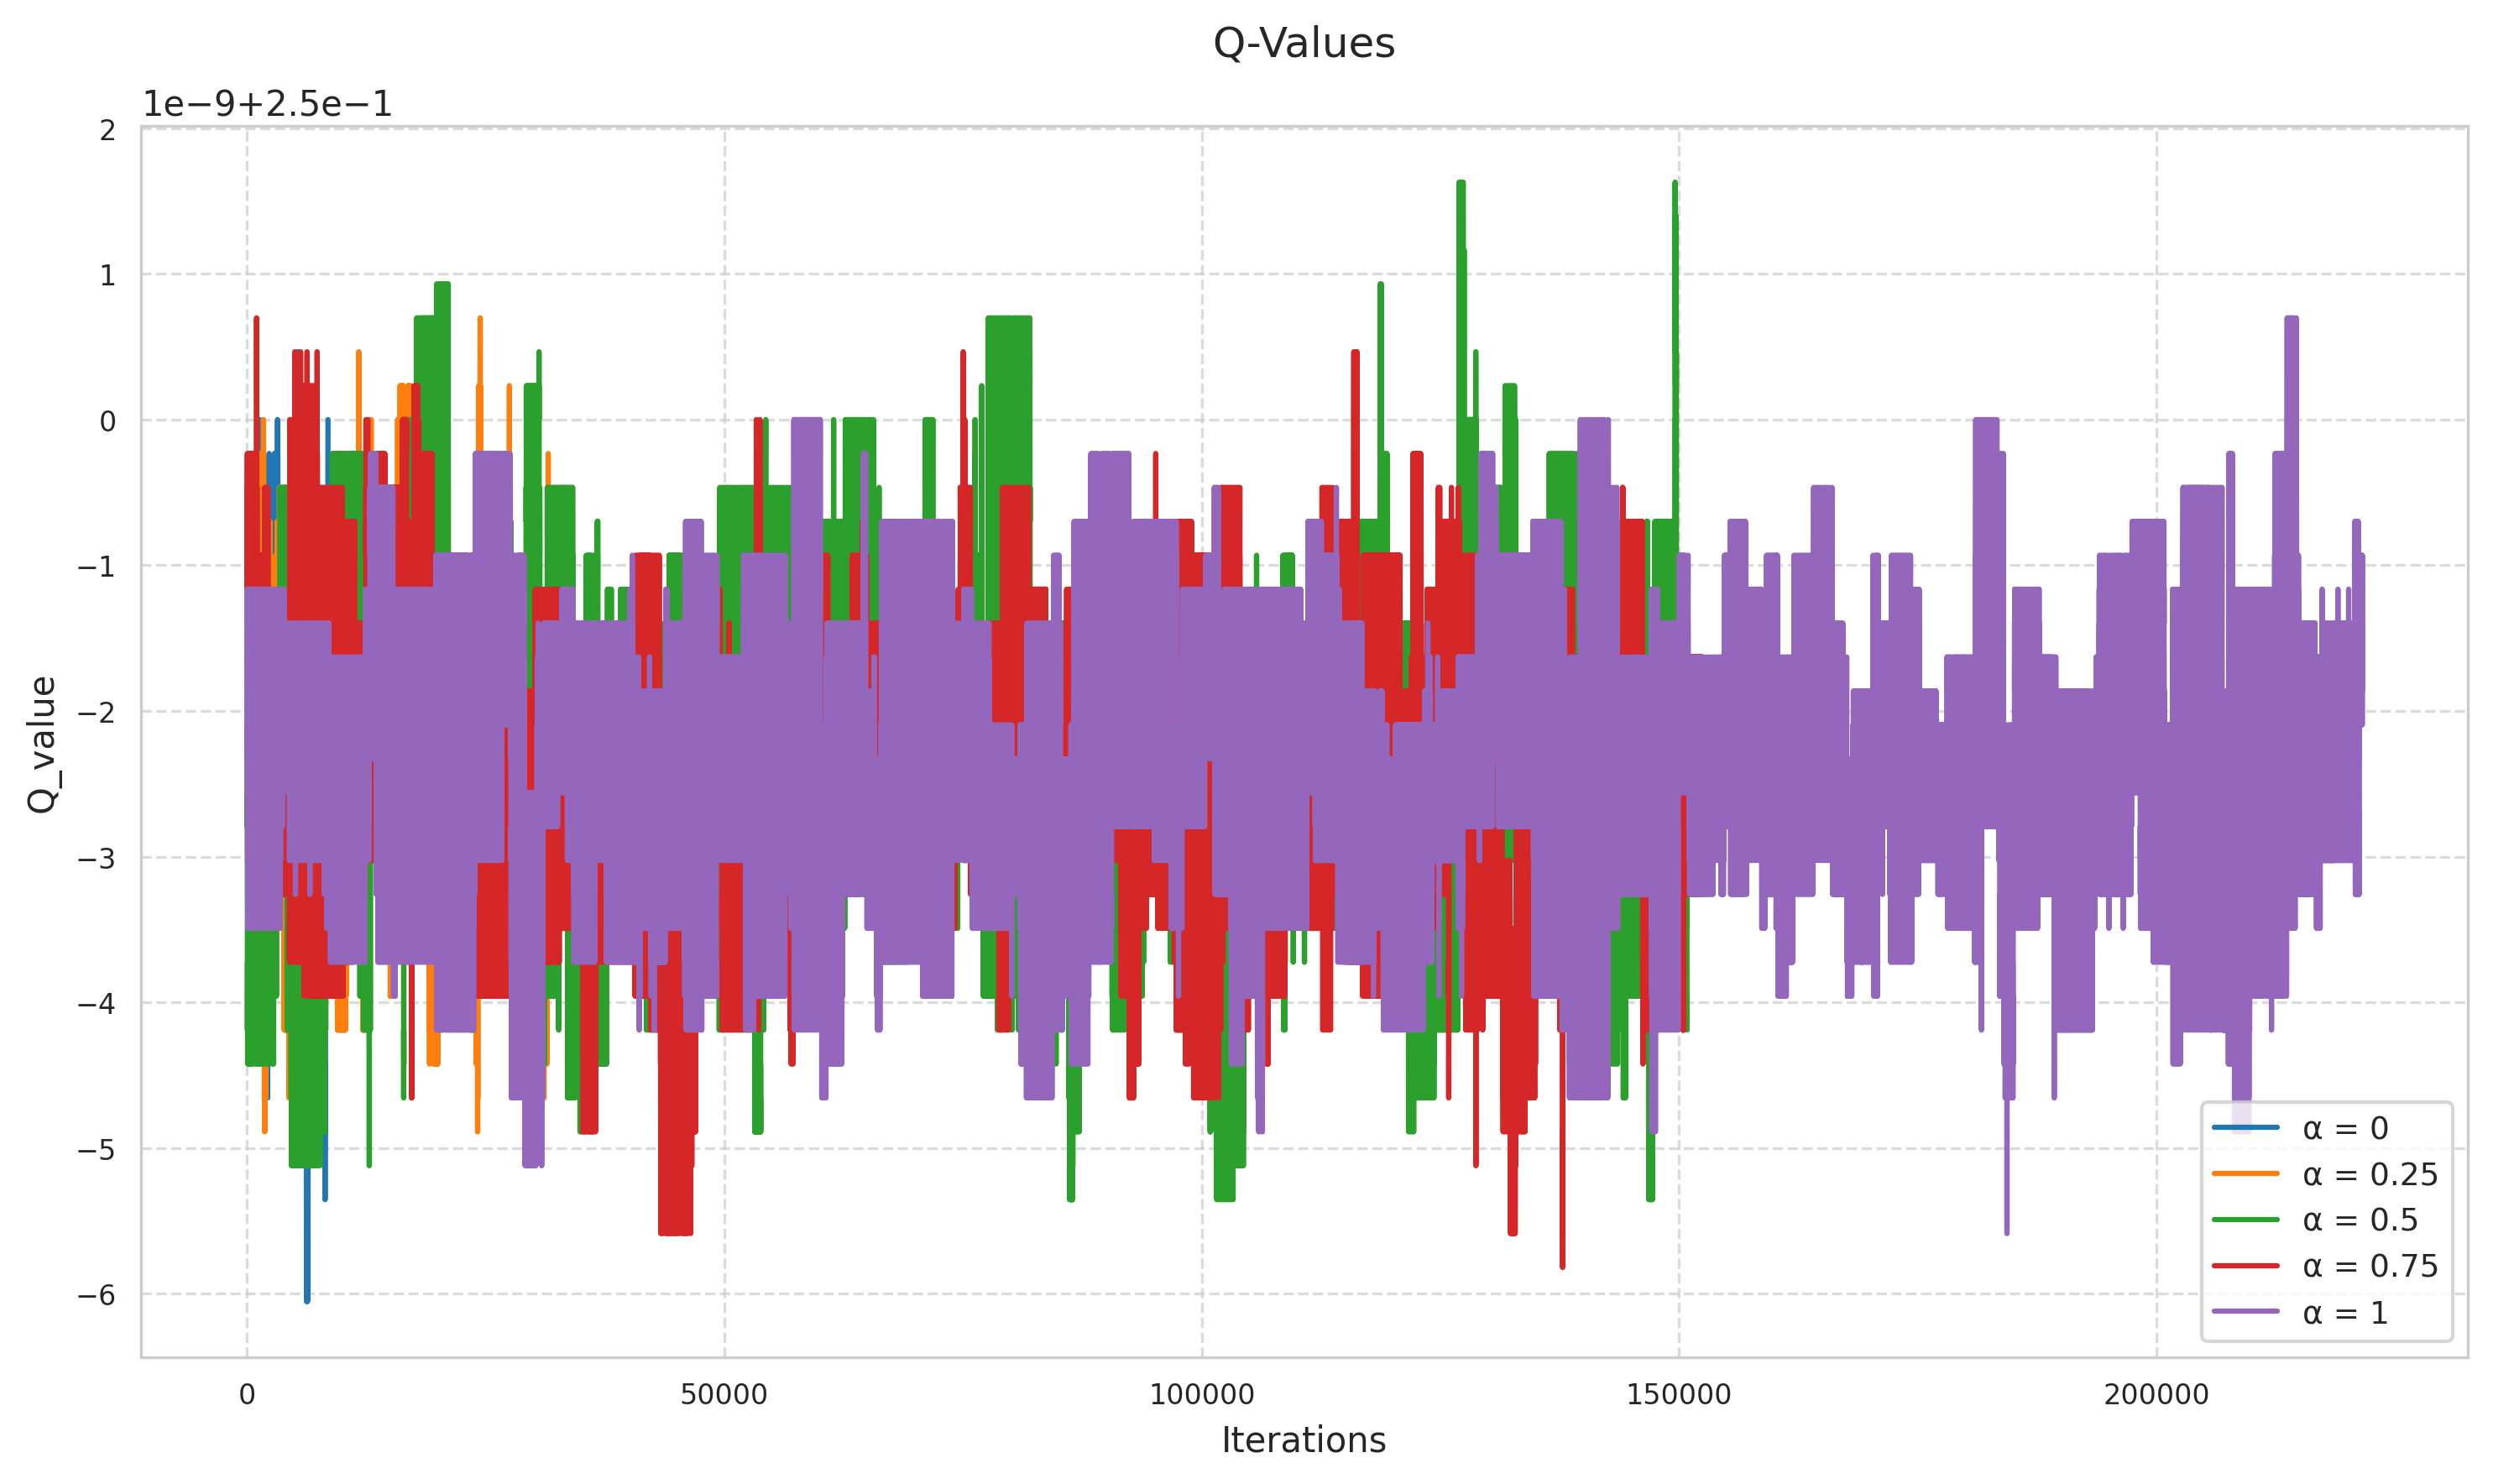 Q-Values
1e−9+2.5e−1
2
1
0
−1
−2
−3
−4
−5
−6
Q_value
0
50000
100000
150000
200000
Iterations
α = 0
α = 0.25
α = 0.5
α = 0.75
α = 1